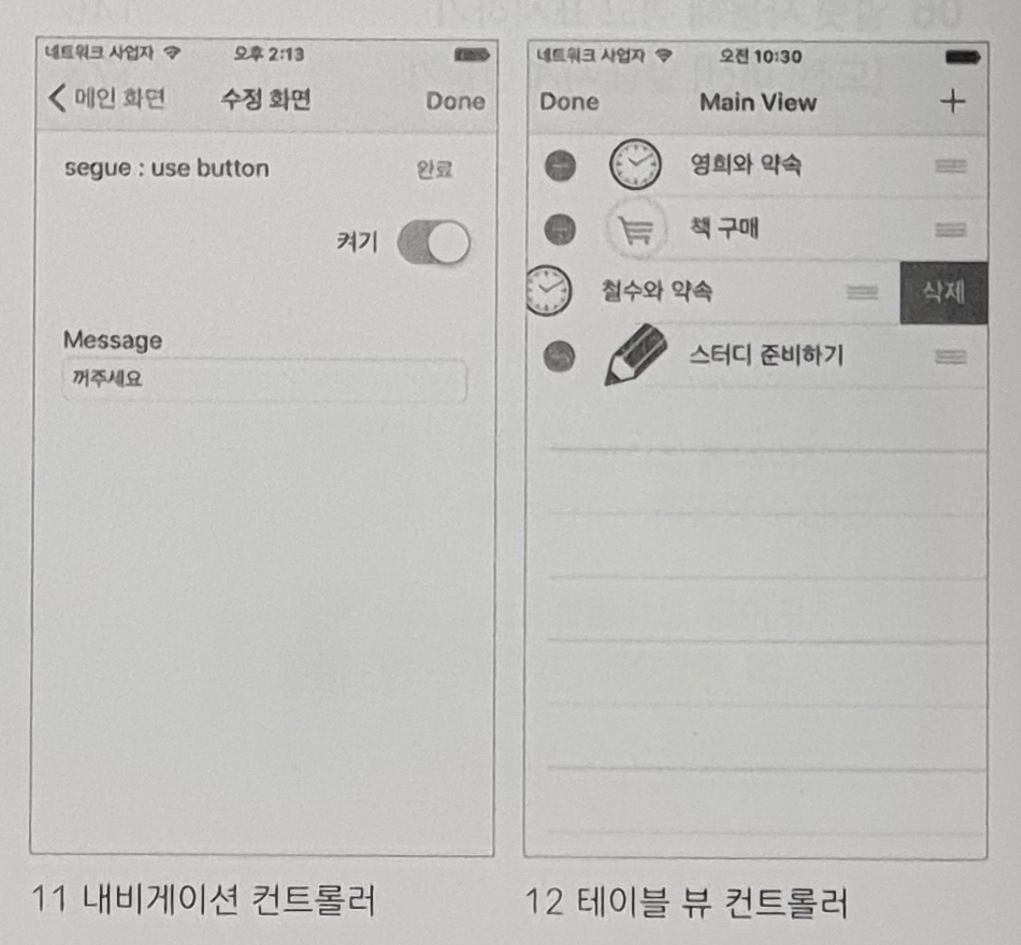 네트워크 사업자 오후 2:13
메인 화면 수정 화면 Done
segue : use button 완료
켜기
Message
꺼주세요
11 내비게이션 컨트롤러
네트워크 사업자 오전 10:30
Done Main View +
영희와 약속
책 구매
철수와 약속 삭제
스터디 준비하기
12 테이블 뷰 컨트롤러